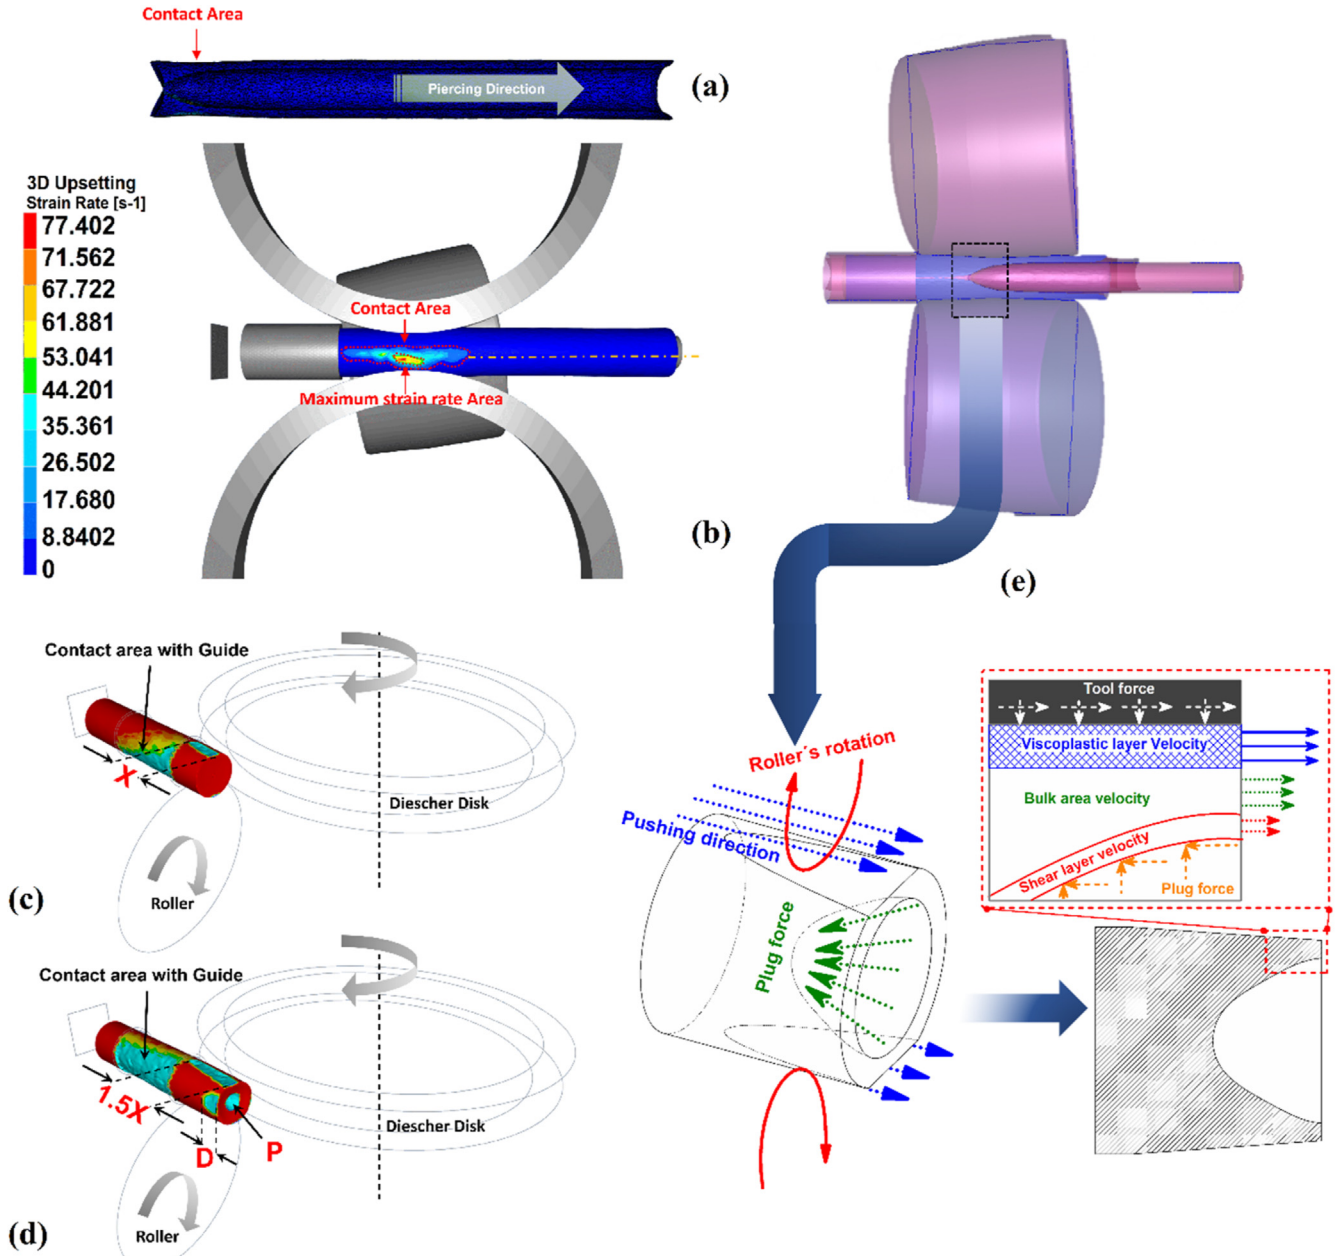 Contact Area
Piercing Direction
(a)
3D Upsetting
Strain Rate [s-1]
77.402
71.562
67.722
61.881
53.041
44.201
35.361
26.502
17.680
8.8402
0
Contact Area
Maximum strain rate Area
(b)
(e)
Contact area with Guide
X
Diescher Disk
Roller
(c)
Contact area with Guide
1.5X
D
P
Diescher Disk
Roller
(d)
Roller´s rotation
Pushing direction
Plug force
Tool force
Viscoplastic layer Velocity
Bulk area velocity
Shear layer velocity
Plug force